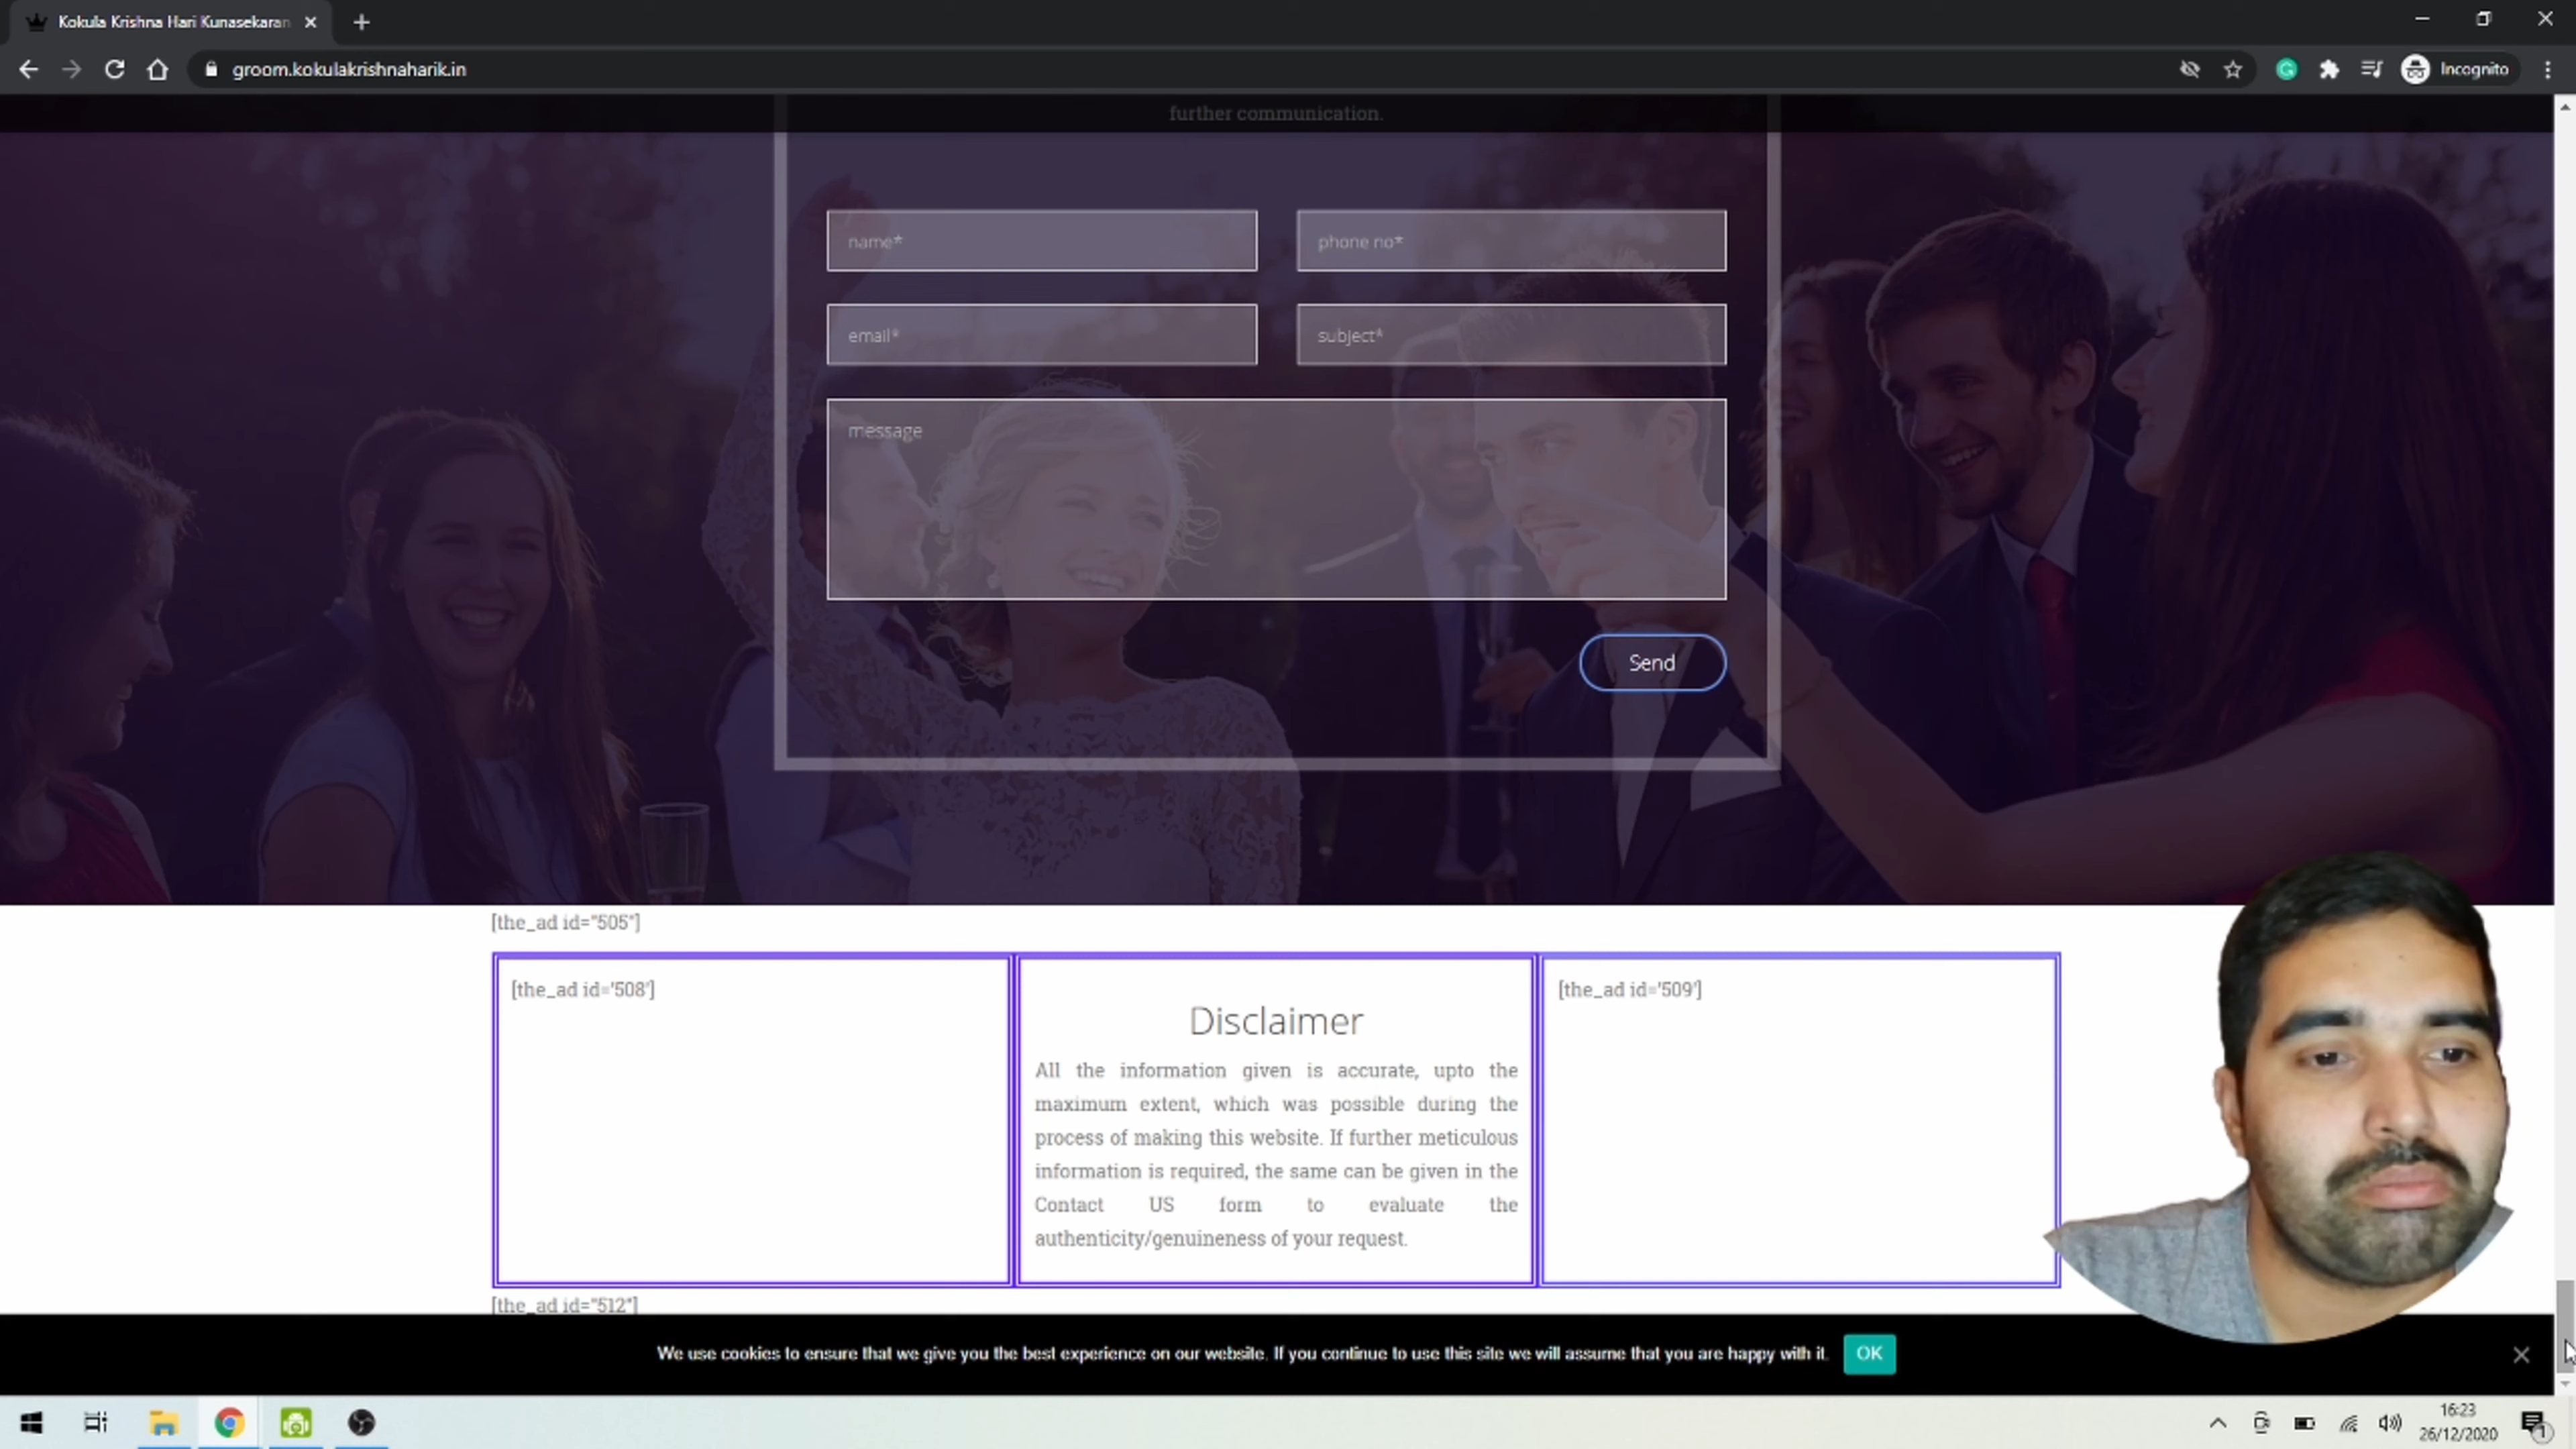 Kokula Krishna Hari Kunasekaran
groom.kokulakrishnaharik.in
Incognito
further communication.
name*
phone no*
email*
subject*
message
Send
[the_ad id="505"]
[the_ad id='508']
Disclaimer
All the information given is accurate, upto the
maximum extent, which was possible during the
process of making this website. If further meticulous
information is required, the same can be given in the
Contact US form to evaluate the
authenticity/genuineness of your request.
[the_ad id='509']
[the_ad id="512"]
We use cookies to ensure that we give you the best experience on our website. If you continue to use this site we will assume that you are happy with it.
OK
16:23
26/12/2020
1